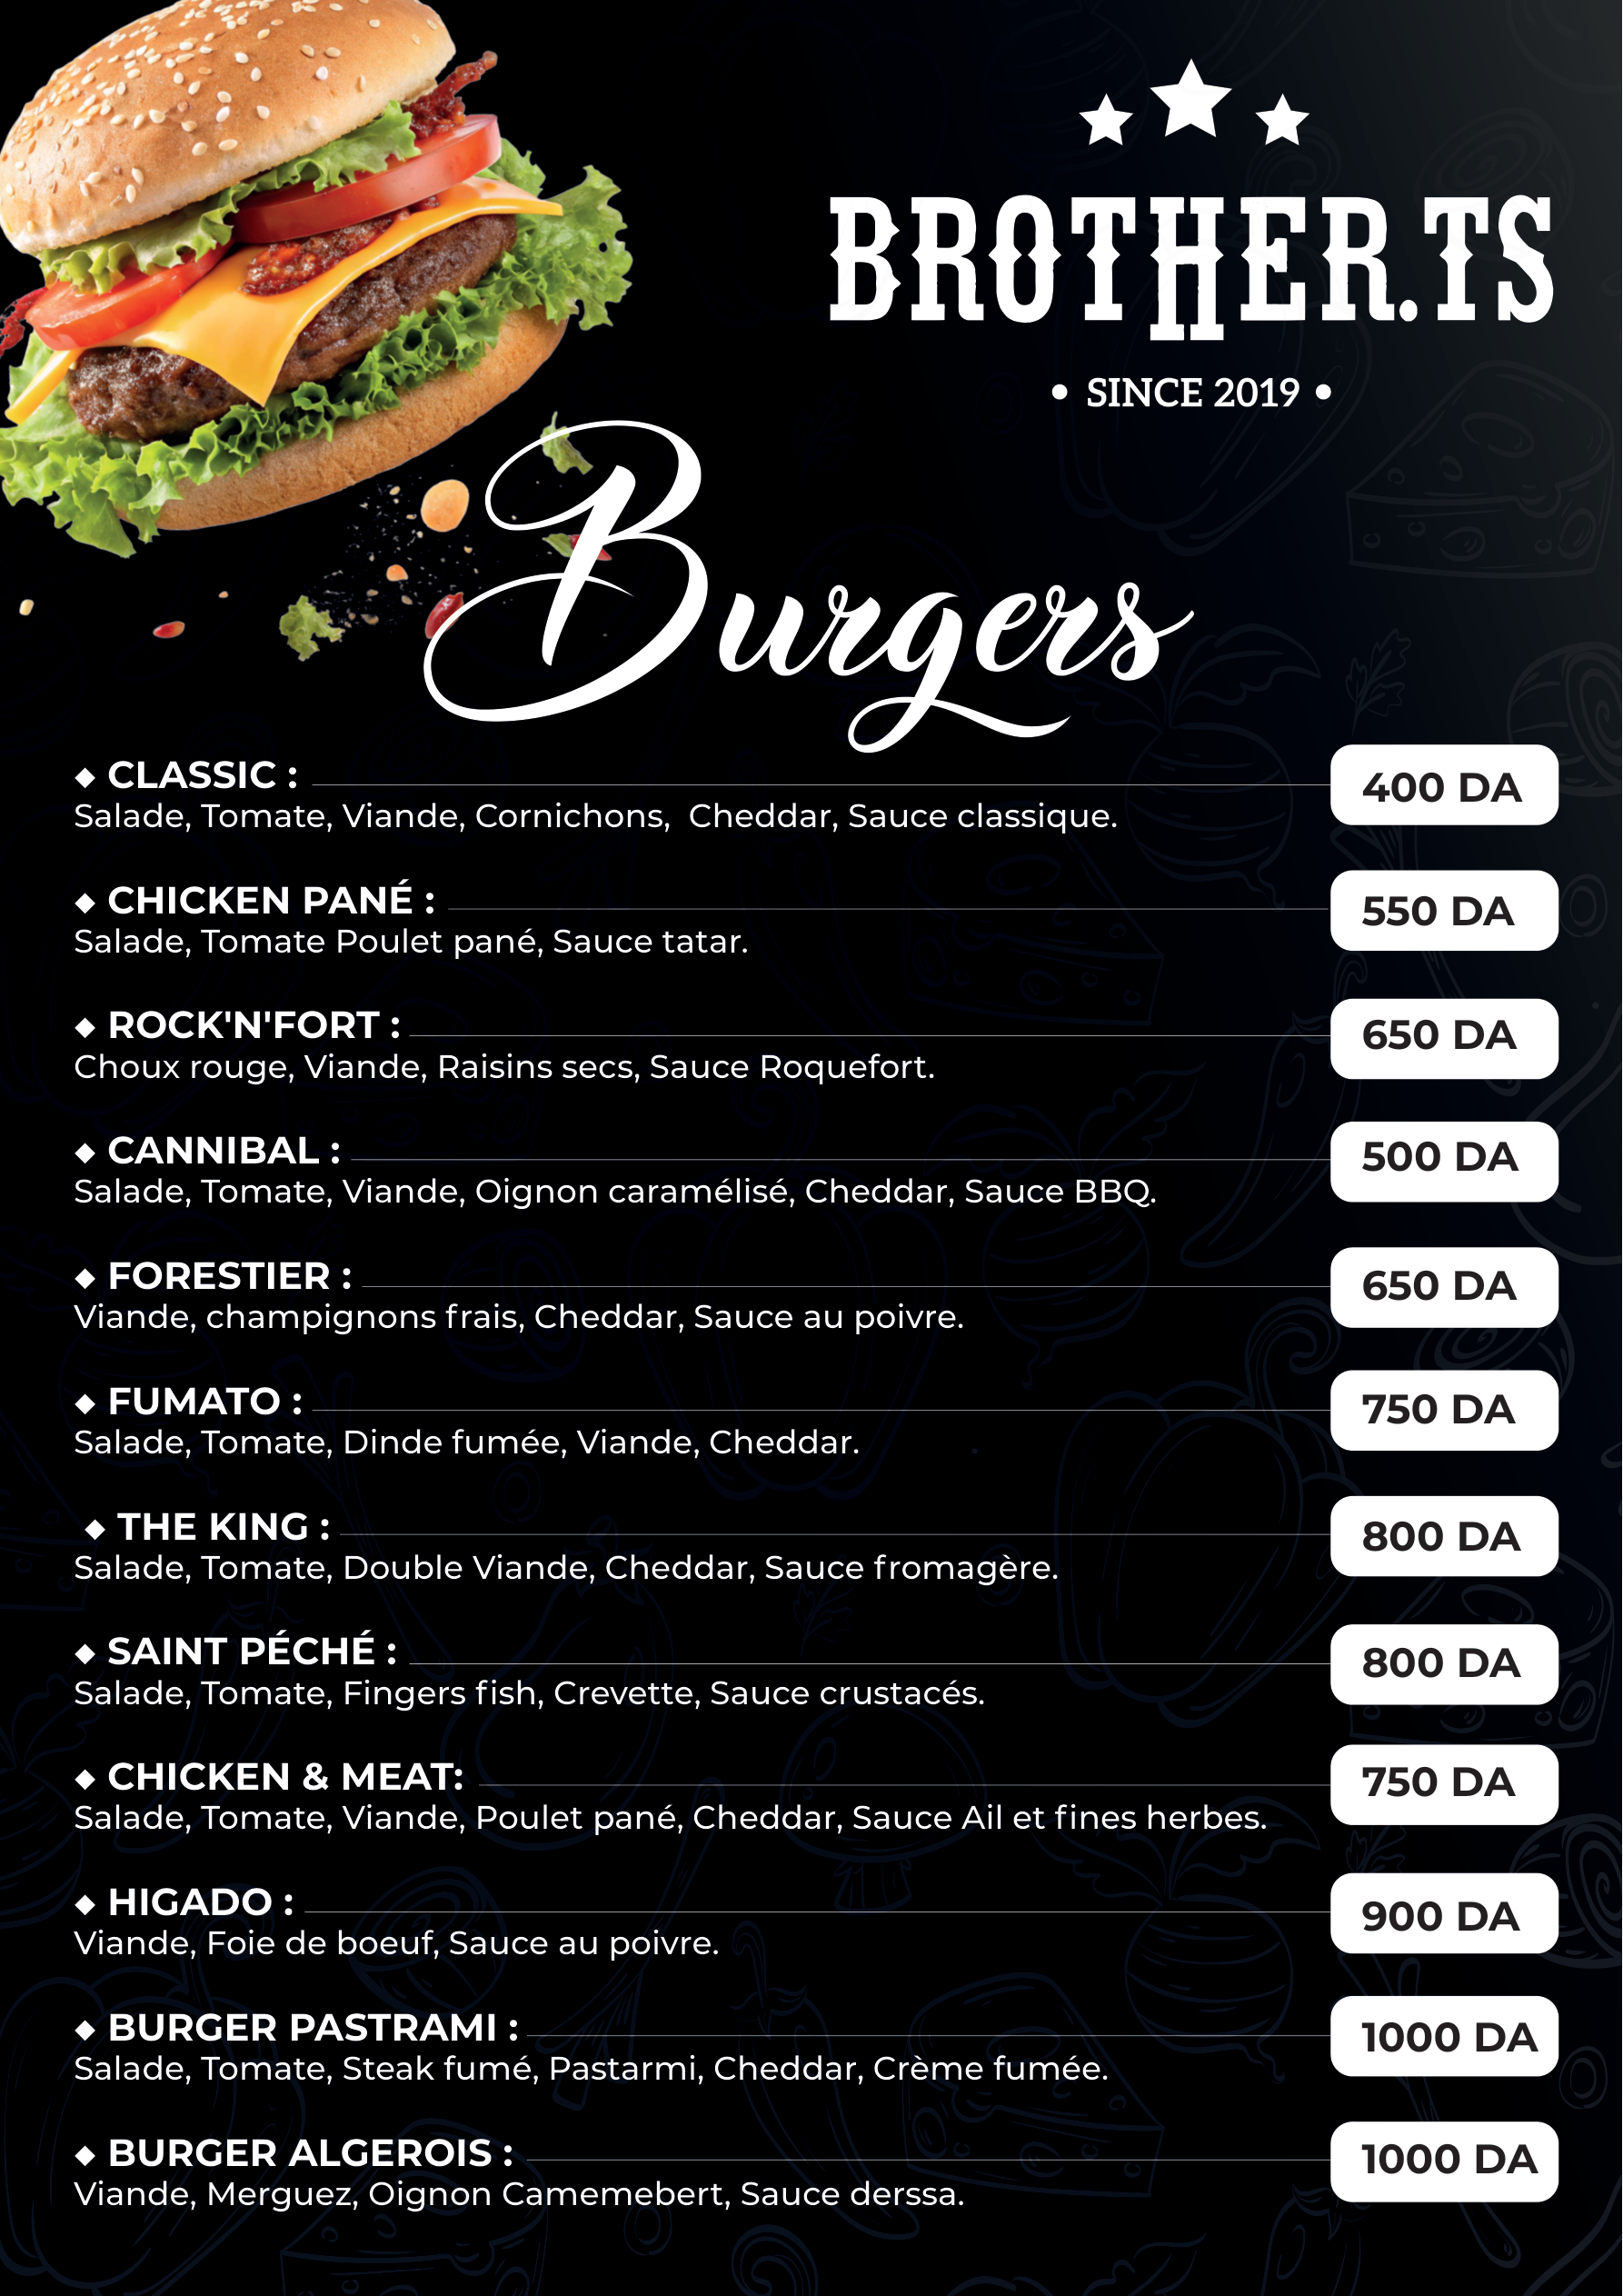 BROTHER.TS
• SINCE 2019 •
Burgers
◆ CLASSIC : 400 DA
Salade, Tomate, Viande, Cornichons, Cheddar, Sauce classique.
◆ CHICKEN PANÉ : 550 DA
Salade, Tomate Poulet pané, Sauce tatar.
◆ ROCK'N'FORT : 650 DA
Choux rouge, Viande, Raisins secs, Sauce Roquefort.
◆ CANNIBAL : 500 DA
Salade, Tomate, Viande, Oignon caramélisé, Cheddar, Sauce BBQ.
◆ FORESTIER : 650 DA
Viande, champignons frais, Cheddar, Sauce au poivre.
◆ FUMATO : 750 DA
Salade, Tomate, Dinde fumée, Viande, Cheddar.
◆ THE KING : 800 DA
Salade, Tomate, Double Viande, Cheddar, Sauce fromagère.
◆ SAINT PÉCHÉ : 800 DA
Salade, Tomate, Fingers fish, Crevette, Sauce crustacés.
◆ CHICKEN & MEAT: 750 DA
Salade, Tomate, Viande, Poulet pané, Cheddar, Sauce Ail et fines herbes.
◆ HIGADO : 900 DA
Viande, Foie de boeuf, Sauce au poivre.
◆ BURGER PASTRAMI : 1000 DA
Salade, Tomate, Steak fumé, Pastarmi, Cheddar, Crème fumée.
◆ BURGER ALGEROIS : 1000 DA
Viande, Merguez, Oignon Camemebert, Sauce derssa.